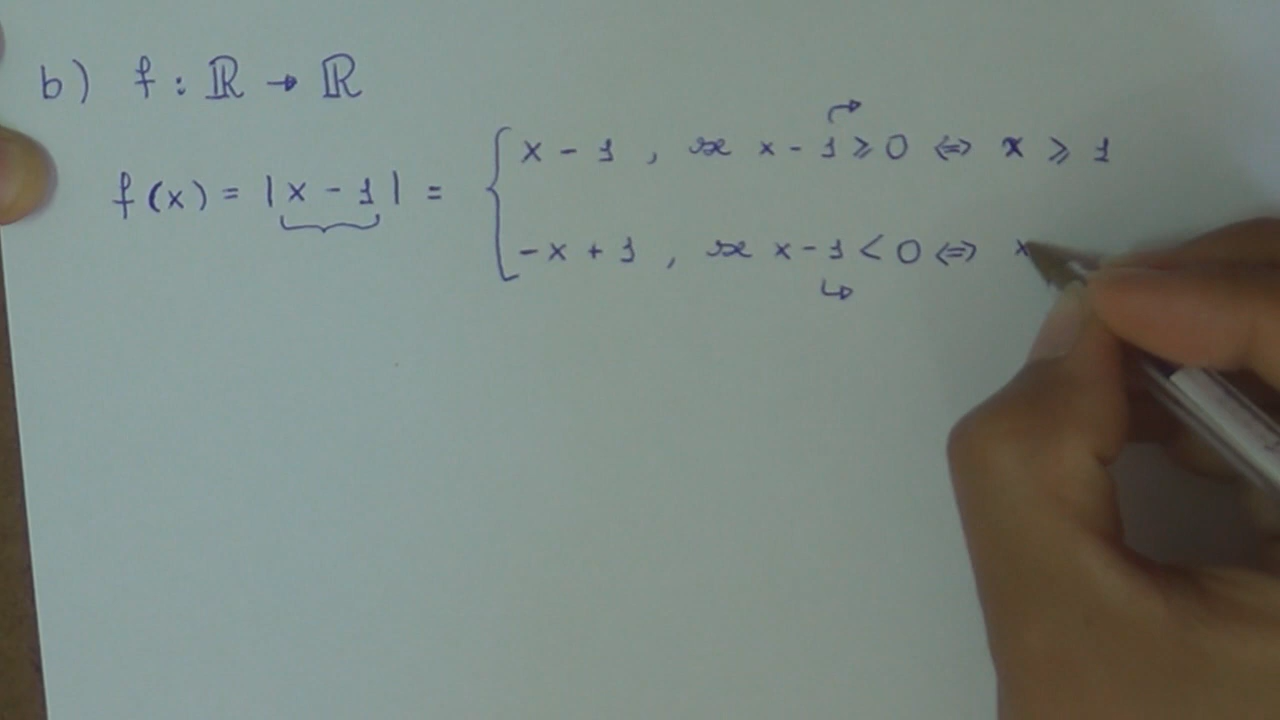 b) f : ℝ → ℝ
x - 1 , se x - 1 ≥ 0 ⇔ x ≥ 1
f(x) = |x - 1| = {
-x + 1 , se x - 1 < 0 ⇔ x